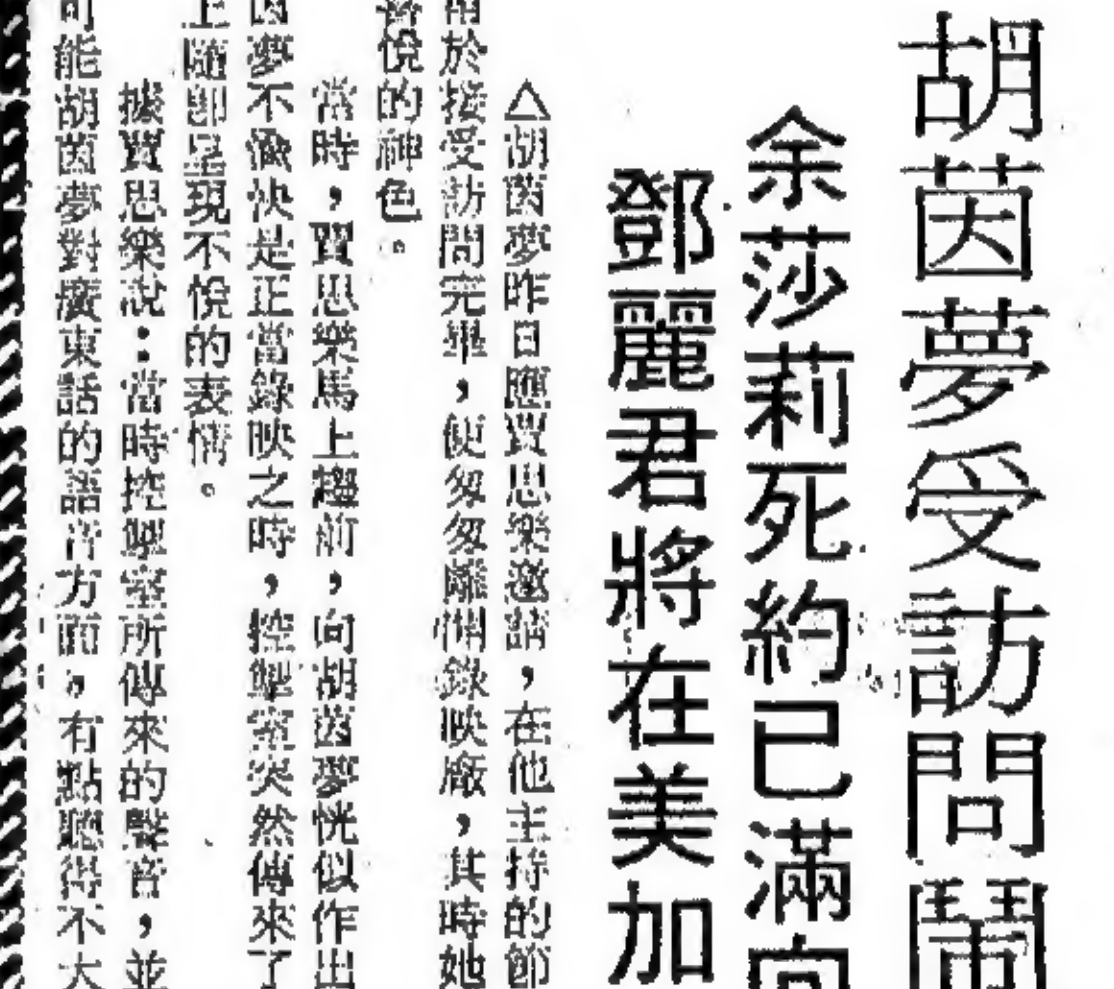 胡茵夢受訪問鬧
余莎莉死約已滿
鄧麗君將在美加
△胡茵夢昨日應賈思樂邀請，在他主持的節
於接受訪問完畢，便匆匆離開錄映廠，其時她
悅的神色。
當時，賈思樂馬上趨前，向胡茵夢恍似作出
夢不愉快是正當錄映之時，控制室突然傳來了
上隨即呈現不悅的表情。
據賈思樂說：當時控制室所傳來的聲音，並
可能胡茵夢對廣東話的語音方面，有點聽得不大